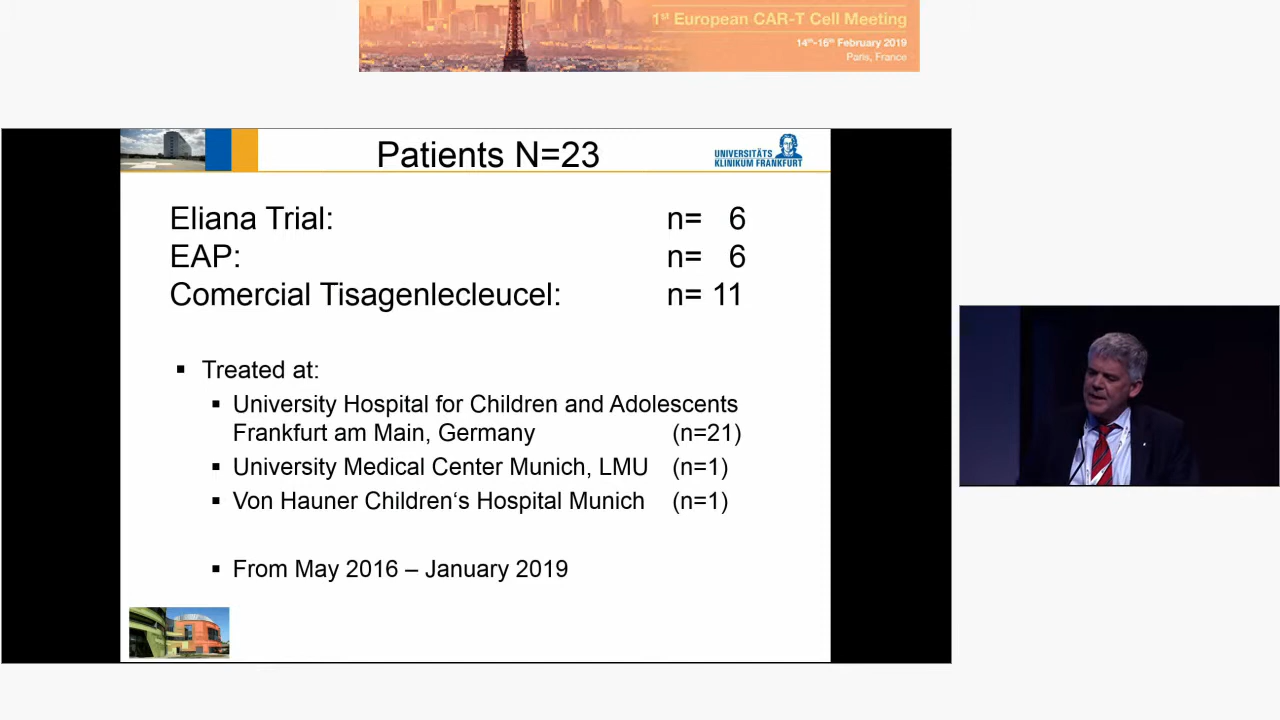 1st European CAR-T Cell Meeting
14th-16th February 2019
Paris, France
Patients N=23
UNIVERSITÄTS
KLINIKUM FRANKFURT
Eliana Trial: n= 6
EAP: n= 6
Comercial Tisagenlecleucel: n= 11
▪ Treated at:
▪ University Hospital for Children and Adolescents
Frankfurt am Main, Germany (n=21)
▪ University Medical Center Munich, LMU (n=1)
▪ Von Hauner Children‘s Hospital Munich (n=1)
▪ From May 2016 – January 2019